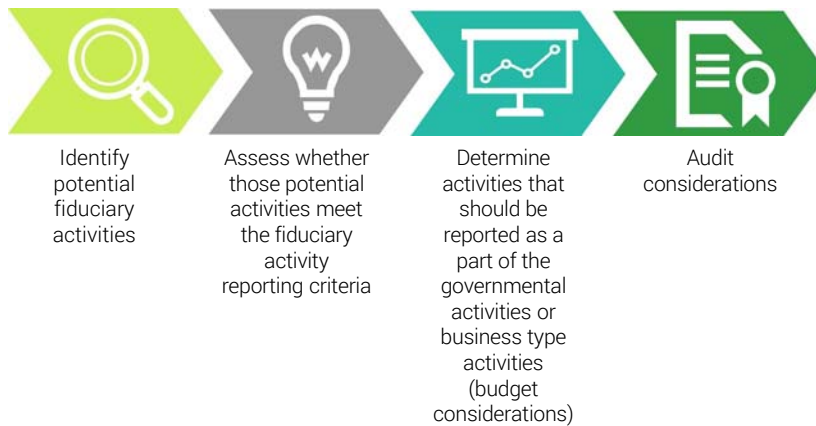 Identify
potential
fiduciary
activities
Assess whether
those potential
activities meet
the fiduciary
activity
reporting criteria
Determine
activities that
should be
reported as a
part of the
governmental
activities or
business type
activities
(budget
considerations)
Audit
considerations